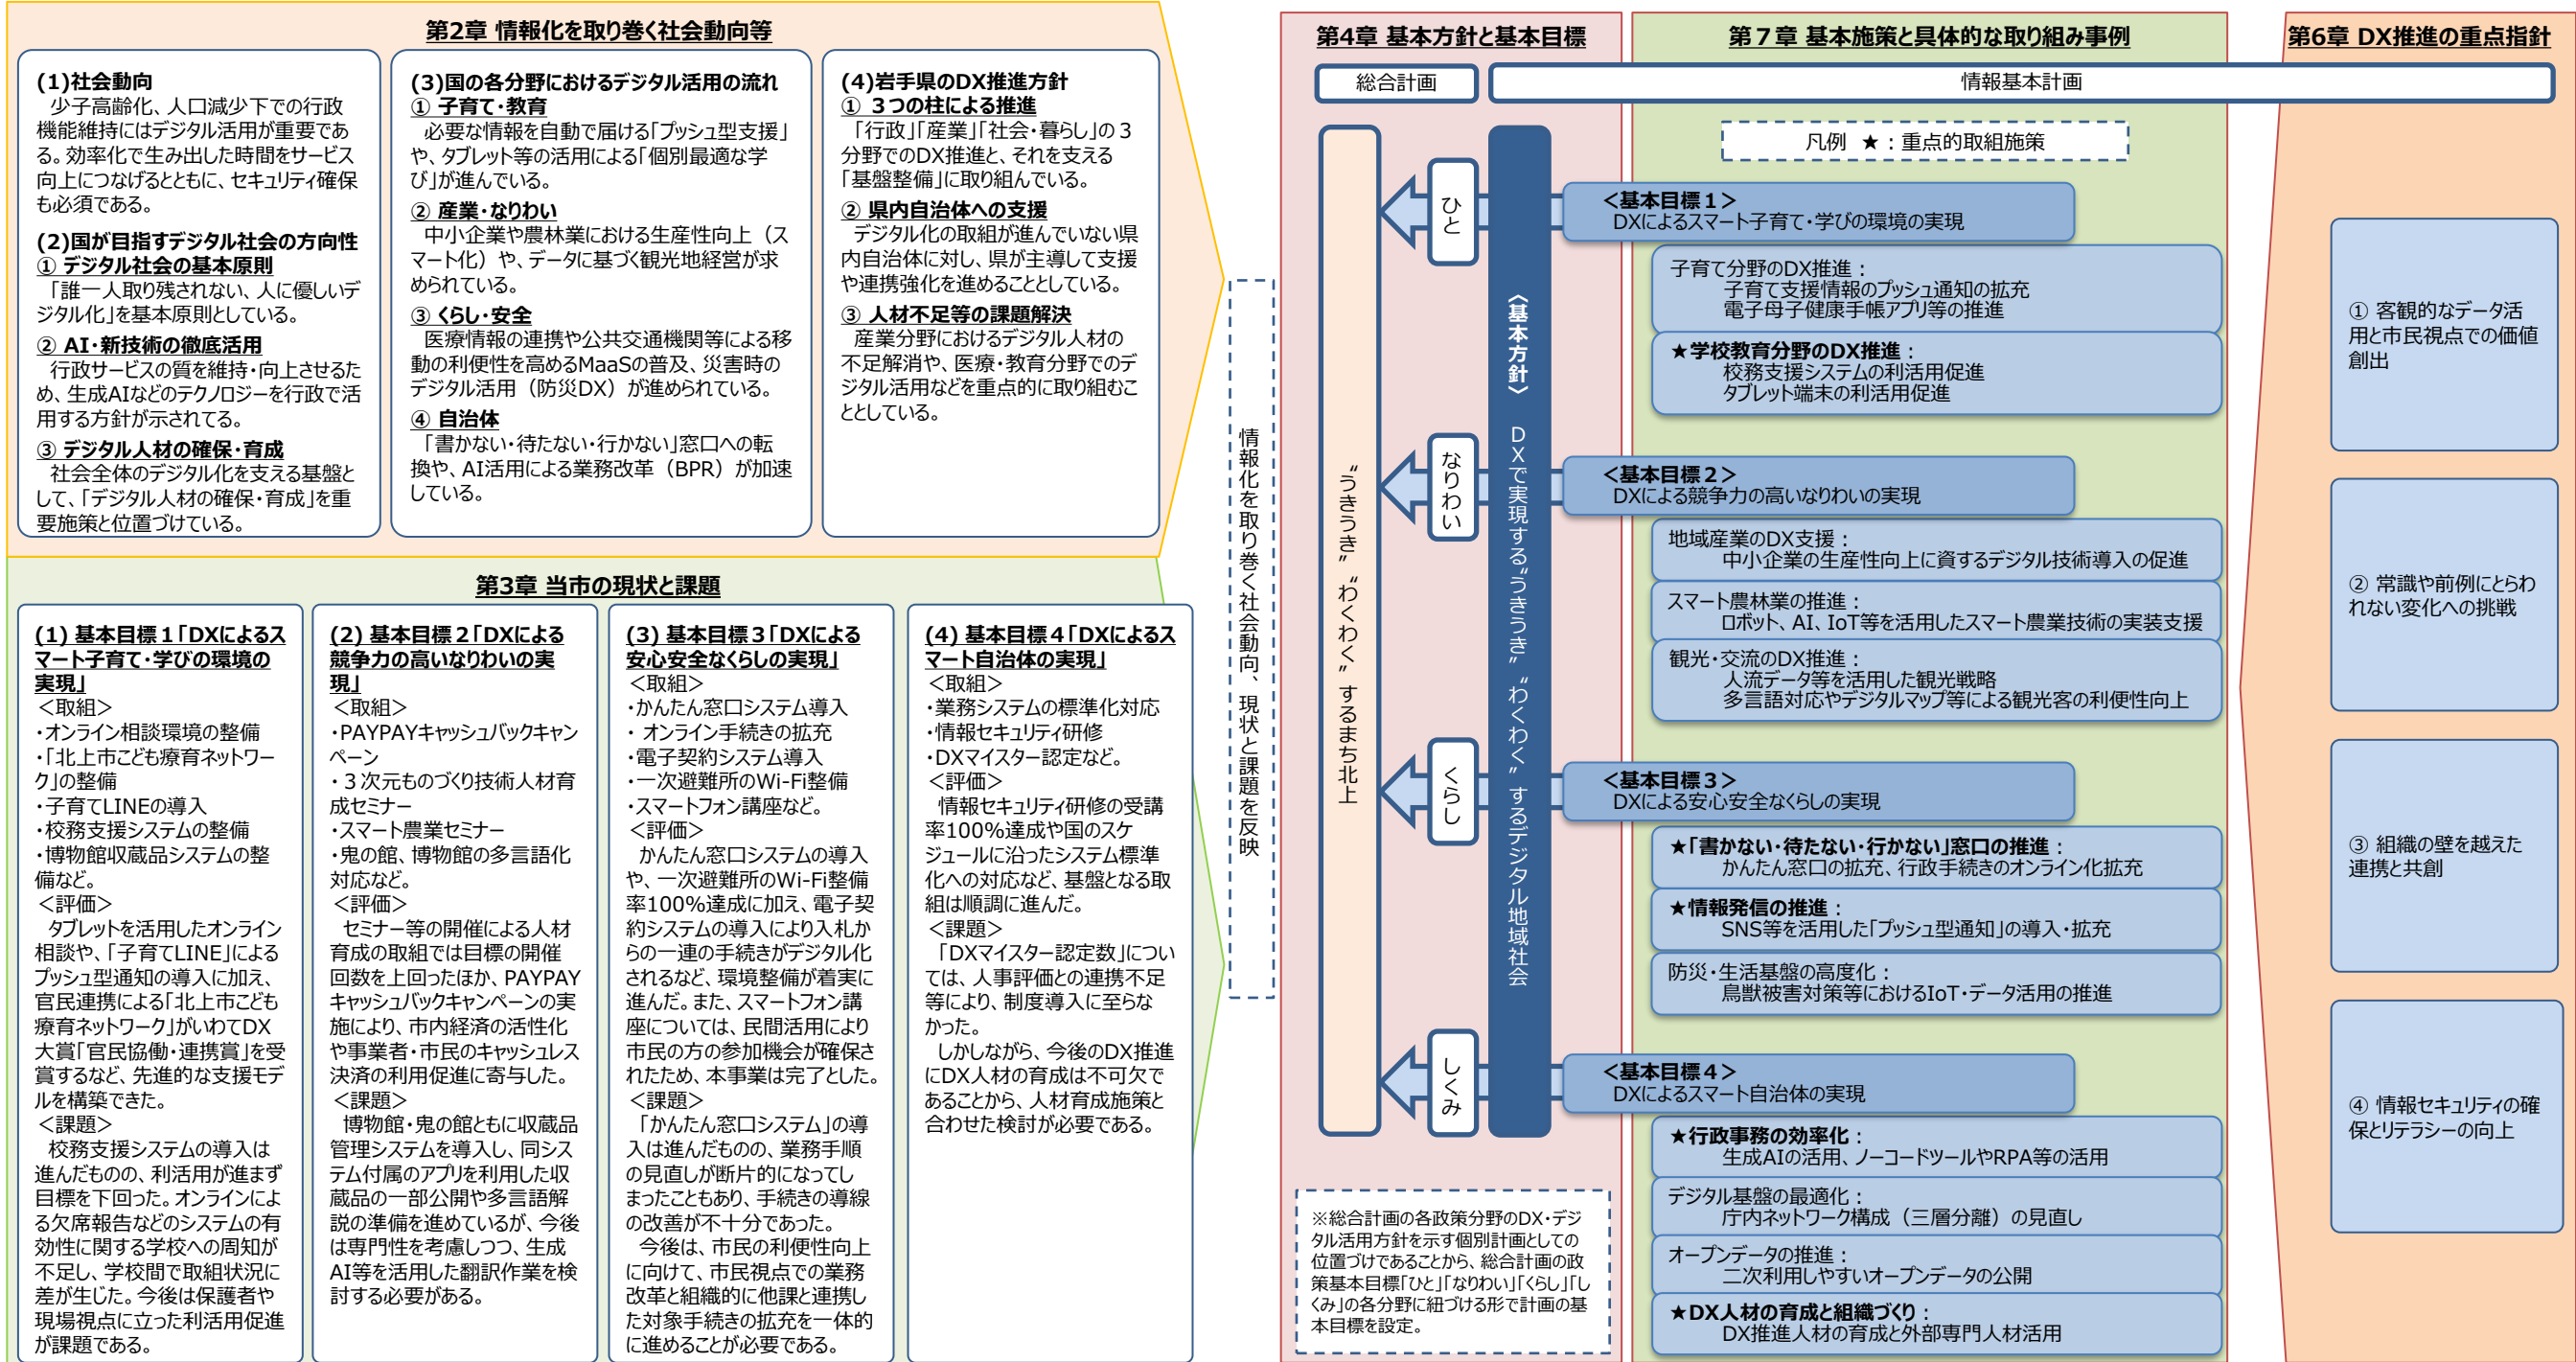 第2章 情報化を取り巻く社会動向等
(1)社会動向
少子高齢化、人口減少下での行政
機能維持にはデジタル活用が重要であ
る。効率化で生み出した時間をサービス
向上につなげるとともに、セキュリティ確保
も必須である。
(2)国が目指すデジタル社会の方向性
① デジタル社会の基本原則
「誰一人取り残されない、人に優しいデ
ジタル化」を基本原則としている。
② AI・新技術の徹底活用
行政サービスの質を維持・向上させるた
め、生成AIなどのテクノロジーを行政で活
用する方針が示されてる。
③ デジタル人材の確保・育成
社会全体のデジタル化を支える基盤と
して、「デジタル人材の確保・育成」を重
要施策と位置づけている。
(3)国の各分野におけるデジタル活用の流れ
① 子育て・教育
必要な情報を自動で届ける「プッシュ型支援」
や、タブレット等の活用による「個別最適な学
び」が進んでいる。
② 産業・なりわい
中小企業や農林業における生産性向上（ス
マート化）や、データに基づく観光地経営が求
められている。
③ くらし・安全
医療情報の連携や公共交通機関等による移
動の利便性を高めるMaaSの普及、災害時の
デジタル活用（防災DX）が進められている。
④ 自治体
「書かない・待たない・行かない」窓口への転
換や、AI活用による業務改革（BPR）が加速
している。
(4)岩手県のDX推進方針
① ３つの柱による推進
「行政」「産業」「社会・暮らし」の３
分野でのDX推進と、それを支える
「基盤整備」に取り組んでいる。
② 県内自治体への支援
デジタル化の取組が進んでいない県
内自治体に対し、県が主導して支援
や連携強化を進めることとしている。
③ 人材不足等の課題解決
産業分野におけるデジタル人材の
不足解消や、医療・教育分野でのデ
ジタル活用などを重点的に取り組むこ
ととしている。
第3章 当市の現状と課題
(1) 基本目標１「DXによるス
マート子育て・学びの環境の
実現」
＜取組＞
・オンライン相談環境の整備
・「北上市こども療育ネットワー
ク」の整備
・子育てLINEの導入
・校務支援システムの整備
・博物館収蔵品システムの整
備など。
＜評価＞
タブレットを活用したオンライン
相談や、「子育てLINE」による
プッシュ型通知の導入に加え、
官民連携による「北上市こども
療育ネットワーク」がいわてDX
大賞「官民協働・連携賞」を受
賞するなど、先進的な支援モデ
ルを構築できた。
＜課題＞
校務支援システムの導入は
進んだものの、利活用が進まず
目標を下回った。オンラインによ
る欠席報告などのシステムの有
効性に関する学校への周知が
不足し、学校間で取組状況に
差が生じた。今後は保護者や
現場視点に立った利活用促進
が課題である。
(2) 基本目標２「DXによる
競争力の高いなりわいの実
現」
＜取組＞
・PAYPAYキャッシュバックキャン
ペーン
・３次元ものづくり技術人材育
成セミナー
・スマート農業セミナー
・鬼の館、博物館の多言語化
対応など。
＜評価＞
セミナー等の開催による人材
育成の取組では目標の開催
回数を上回ったほか、PAYPAY
キャッシュバックキャンペーンの実
施により、市内経済の活性化
や事業者・市民のキャッシュレス
決済の利用促進に寄与した。
＜課題＞
博物館・鬼の館ともに収蔵品
管理システムを導入し、同シス
テム付属のアプリを利用した収
蔵品の一部公開や多言語解
説の準備を進めているが、今後
は専門性を考慮しつつ、生成
AI等を活用した翻訳作業を検
討する必要がある。
(3) 基本目標３「DXによる
安心安全なくらしの実現」
＜取組＞
・かんたん窓口システム導入
・ オンライン手続きの拡充
・電子契約システム導入
・一次避難所のWi-Fi整備
・スマートフォン講座など。
＜評価＞
かんたん窓口システムの導入
や、一次避難所のWi-Fi整備
率100％達成に加え、電子契
約システムの導入により入札か
らの一連の手続きがデジタル化
されるなど、環境整備が着実に
進んだ。また、スマートフォン講
座については、民間活用により
市民の方の参加機会が確保さ
れたため、本事業は完了とした。
＜課題＞
「かんたん窓口システム」の導
入は進んだものの、業務手順
の見直しが断片的になってし
まったこともあり、手続きの導線
の改善が不十分であった。
今後は、市民の利便性向上
に向けて、市民視点での業務
改革と組織的に他課と連携し
た対象手続きの拡充を一体的
に進めることが必要である。
(4) 基本目標４「DXによるス
マート自治体の実現」
＜取組＞
・業務システムの標準化対応
・情報セキュリティ研修
・DXマイスター認定など。
＜評価＞
情報セキュリティ研修の受講
率100％達成や国のスケ
ジュールに沿ったシステム標準
化への対応など、基盤となる取
組は順調に進んだ。
＜課題＞
「DXマイスター認定数」につい
ては、人事評価との連携不足
等により、制度導入に至らな
かった。
しかしながら、今後のDX推進
にDX人材の育成は不可欠で
あることから、人材育成施策と
合わせた検討が必要である。
情報化を取り巻く社会動向、現状と課題を反映
第4章 基本方針と基本目標
総合計画
“うきうき”“わくわく”するまち北上
ひと
なりわい
くらし
しくみ
〈基本方針〉 DXで実現する“うきうき”“わくわく”するデジタル地域社会
※総合計画の各政策分野のDX・デジ
タル活用方針を示す個別計画としての
位置づけであることから、総合計画の政
策基本目標「ひと」「なりわい」「くらし」「し
くみ」の各分野に紐づける形で計画の基
本目標を設定。
第７章 基本施策と具体的な取り組み事例
情報基本計画
凡例 ★：重点的取組施策
＜基本目標１＞
DXによるスマート子育て・学びの環境の実現
子育て分野のDX推進：
子育て支援情報のプッシュ通知の拡充
電子母子健康手帳アプリ等の推進
★学校教育分野のDX推進：
校務支援システムの利活用促進
タブレット端末の利活用促進
＜基本目標２＞
DXによる競争力の高いなりわいの実現
地域産業のDX支援：
中小企業の生産性向上に資するデジタル技術導入の促進
スマート農林業の推進：
ロボット、AI、IoT等を活用したスマート農業技術の実装支援
観光・交流のDX推進：
人流データ等を活用した観光戦略
多言語対応やデジタルマップ等による観光客の利便性向上
＜基本目標３＞
DXによる安心安全なくらしの実現
★「書かない・待たない・行かない」窓口の推進：
かんたん窓口の拡充、行政手続きのオンライン化拡充
★情報発信の推進：
SNS等を活用した「プッシュ型通知」の導入・拡充
防災・生活基盤の高度化：
鳥獣被害対策等におけるIoT・データ活用の推進
＜基本目標４＞
DXによるスマート自治体の実現
★行政事務の効率化：
生成AIの活用、ノーコードツールやRPA等の活用
デジタル基盤の最適化：
庁内ネットワーク構成（三層分離）の見直し
オープンデータの推進：
二次利用しやすいオープンデータの公開
★DX人材の育成と組織づくり：
DX推進人材の育成と外部専門人材活用
第6章 DX推進の重点指針
① 客観的なデータ活
用と市民視点での価値
創出
② 常識や前例にとらわ
れない変化への挑戦
③ 組織の壁を越えた
連携と共創
④ 情報セキュリティの確
保とリテラシーの向上